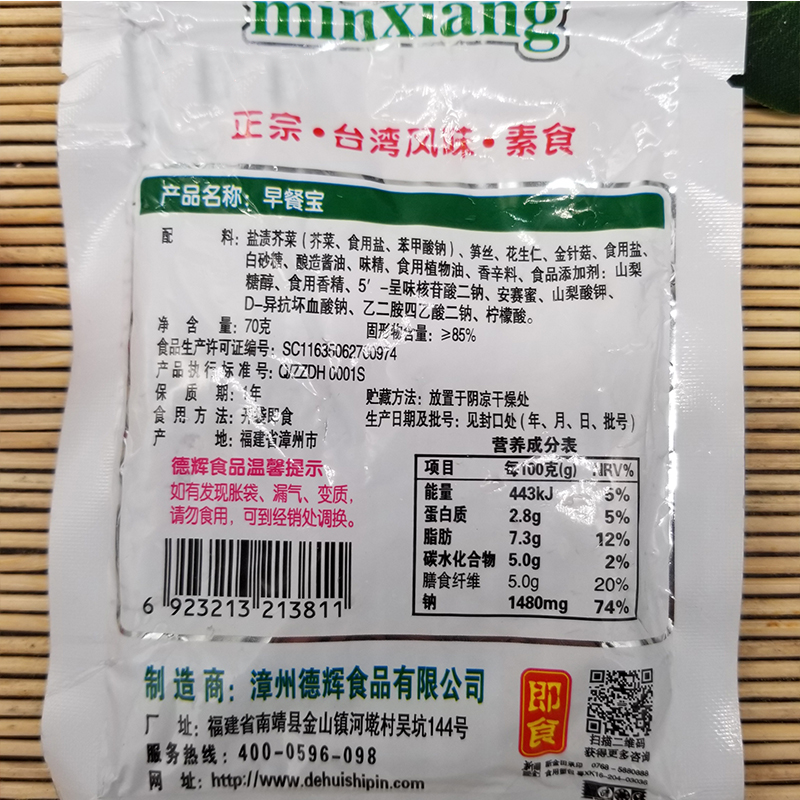 minxiang
正宗·台湾风味·素食
产品名称：早餐宝
配 料：盐渍芥菜（芥菜、食用盐、苯甲酸钠）、笋丝、花生仁、金针菇、食用盐、
白砂糖、酿造酱油、味精、食用植物油、香辛料、食品添加剂：山梨
糖醇、食用香精、5′-呈味核苷酸二钠、安赛蜜、山梨酸钾、
D-异抗坏血酸钠、乙二胺四乙酸二钠、柠檬酸。
净 含 量：70克 固形物含量：≥85%
食品生产许可证编号：SC11635062700974
产品执行标准号：Q/ZZDH 0001S
保 质 期：1年 贮藏方法：放置于阴凉干燥处
食用方法：开袋即食 生产日期及批号：见封口处（年、月、日、批号）
产 地：福建省漳州市
营养成分表
项目 每100克(g) NRV%
能量 443kJ 5%
蛋白质 2.8g 5%
脂肪 7.3g 12%
碳水化合物 5.0g 2%
膳食纤维 5.0g 20%
钠 1480mg 74%
德辉食品温馨提示
如有发现胀袋、漏气、变质，
请勿食用，可到经销处调换。
6 923213 213811
制造商：漳州德辉食品有限公司
厂 址：福建省南靖县金山镇河墘村吴坑144号
服务热线：400-0596-098
网 址：http://www.dehuishipin.com
即食
扫描二维码
获得更多咨询
0768-5880888